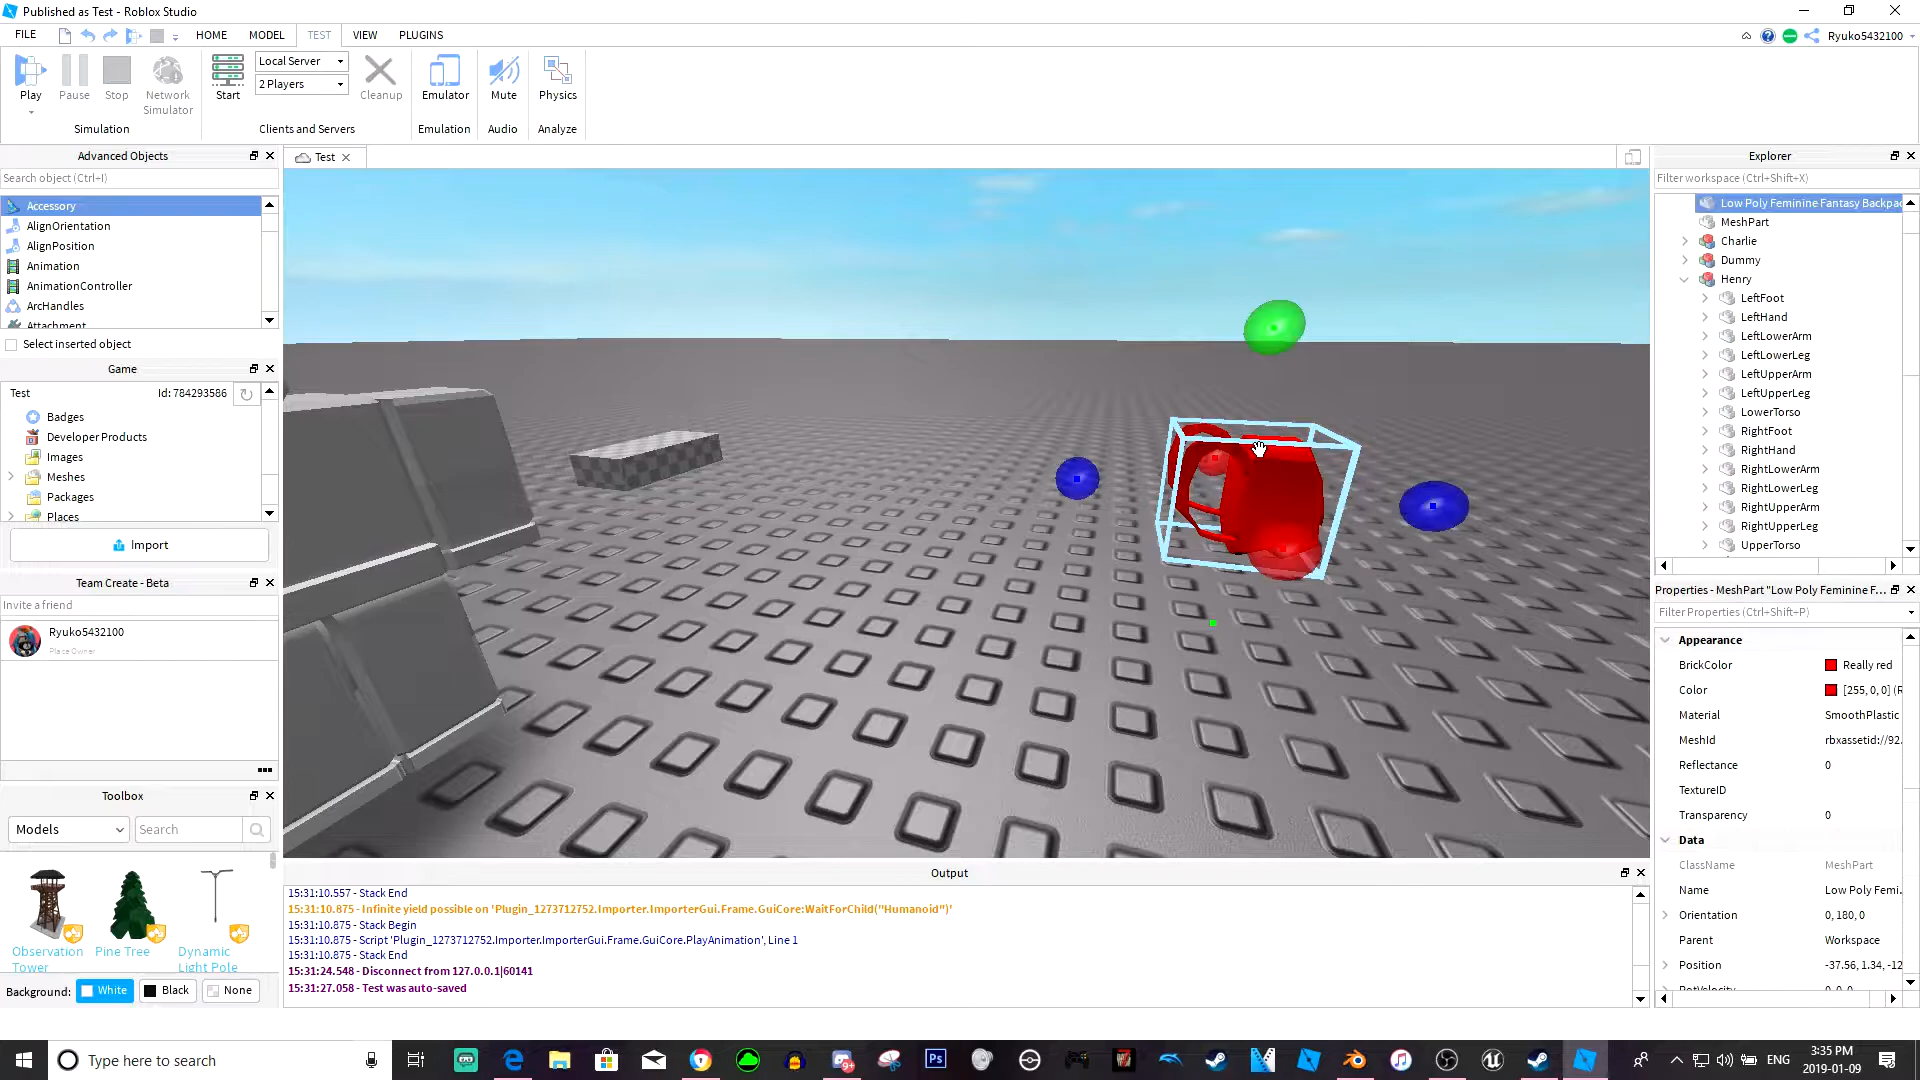 Published as Test - Roblox Studio
FILE HOME MODEL TEST VIEW PLUGINS Ryuko5432100
Local Server
2 Players
Play Pause Stop Network Simulator Start Cleanup Emulator Mute Physics
Simulation Clients and Servers Emulation Audio Analyze
Advanced Objects
Search object (Ctrl+I)
Accessory
AlignOrientation
AlignPosition
Animation
AnimationController
ArcHandles
Attachment
Select inserted object
Game
Test Id: 784293586
Badges
Developer Products
Images
Meshes
Packages
Places
Import
Team Create - Beta
Invite a friend
Ryuko5432100
Place Owner
Toolbox
Models Search
Observation Tower
Pine Tree
Dynamic Light Pole
Background: White Black None
Test
Output
15:31:10.557 - Stack End
15:31:10.875 - Infinite yield possible on 'Plugin_1273712752.Importer.ImporterGui.Frame.GuiCore:WaitForChild("Humanoid")'
15:31:10.875 - Stack Begin
15:31:10.875 - Script 'Plugin_1273712752.Importer.ImporterGui.Frame.GuiCore.PlayAnimation', Line 1
15:31:10.875 - Stack End
15:31:24.548 - Disconnect from 127.0.0.1|60141
15:31:27.058 - Test was auto-saved
Explorer
Filter workspace (Ctrl+Shift+X)
Low Poly Feminine Fantasy Backpac
MeshPart
Charlie
Dummy
Henry
LeftFoot
LeftHand
LeftLowerArm
LeftLowerLeg
LeftUpperArm
LeftUpperLeg
LowerTorso
RightFoot
RightHand
RightLowerArm
RightLowerLeg
RightUpperArm
RightUpperLeg
UpperTorso
Properties - MeshPart "Low Poly Feminine F...
Filter Properties (Ctrl+Shift+P)
Appearance
BrickColor Really red
Color [255, 0, 0] (R
Material SmoothPlastic
MeshId rbxassetid://92.
Reflectance 0
TextureID
Transparency 0
Data
ClassName MeshPart
Name Low Poly Femi.
Orientation 0, 180, 0
Parent Workspace
Position -37.56, 1.34, -12
RotVelocity 0, 0, 0
Type here to search
Ps
9+
ENG
3:35 PM
2019-01-09